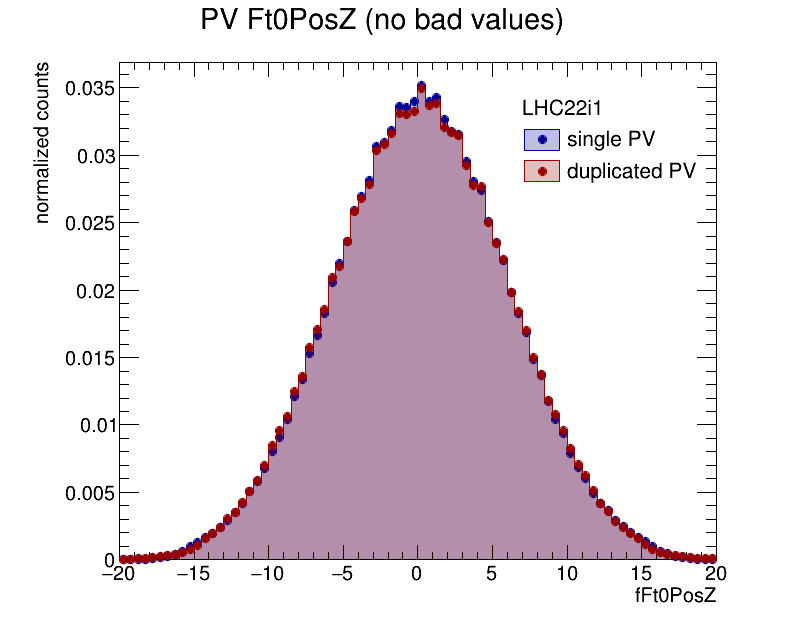 PV Ft0PosZ (no bad values)
normalized counts
0.035
0.03
0.025
0.02
0.015
0.01
0.005
0
LHC22i1
single PV
duplicated PV
−20 −15 −10 −5 0 5 10 15 20
fFt0PosZ